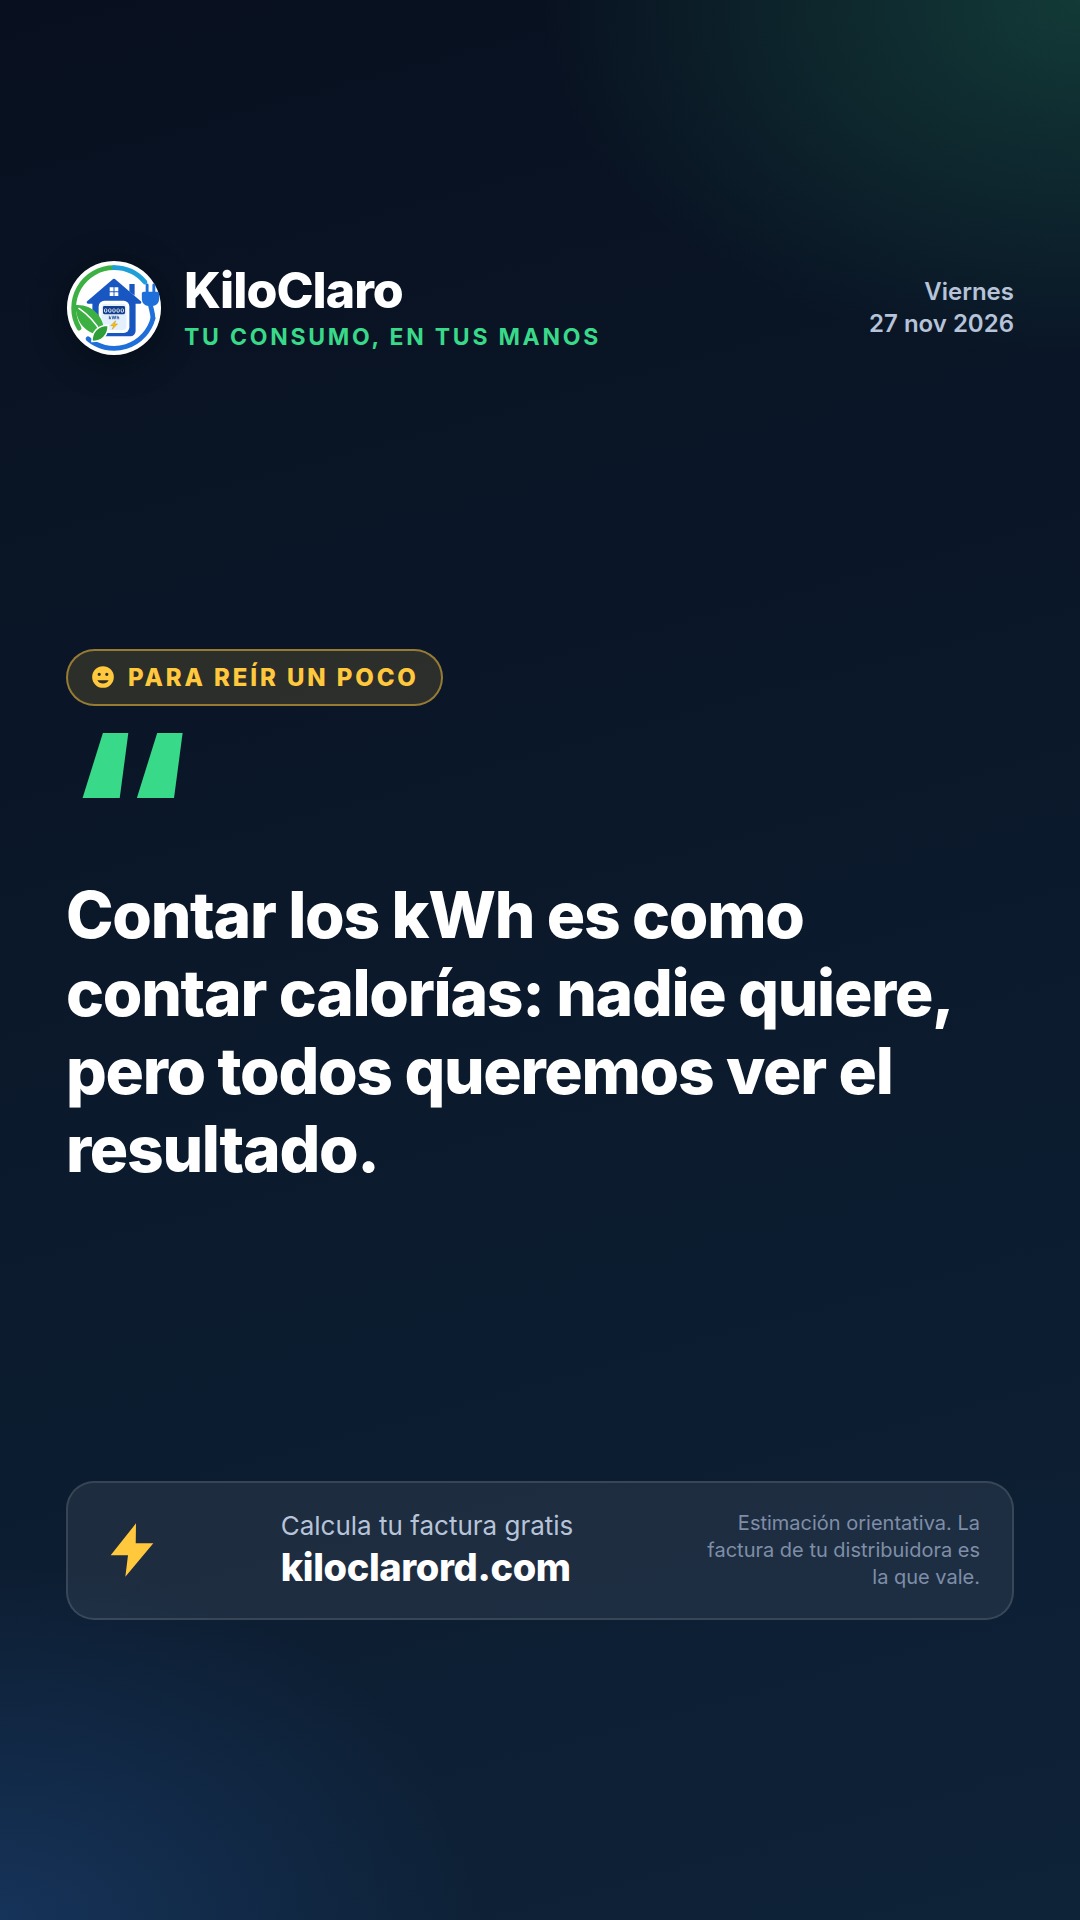 KiloClaro
TU CONSUMO, EN TUS MANOS
Viernes
27 nov 2026
PARA REÍR UN POCO
“
Contar los kWh es como
contar calorías: nadie quiere,
pero todos queremos ver el
resultado.
Calcula tu factura gratis
kiloclarord.com
Estimación orientativa. La
factura de tu distribuidora es
la que vale.